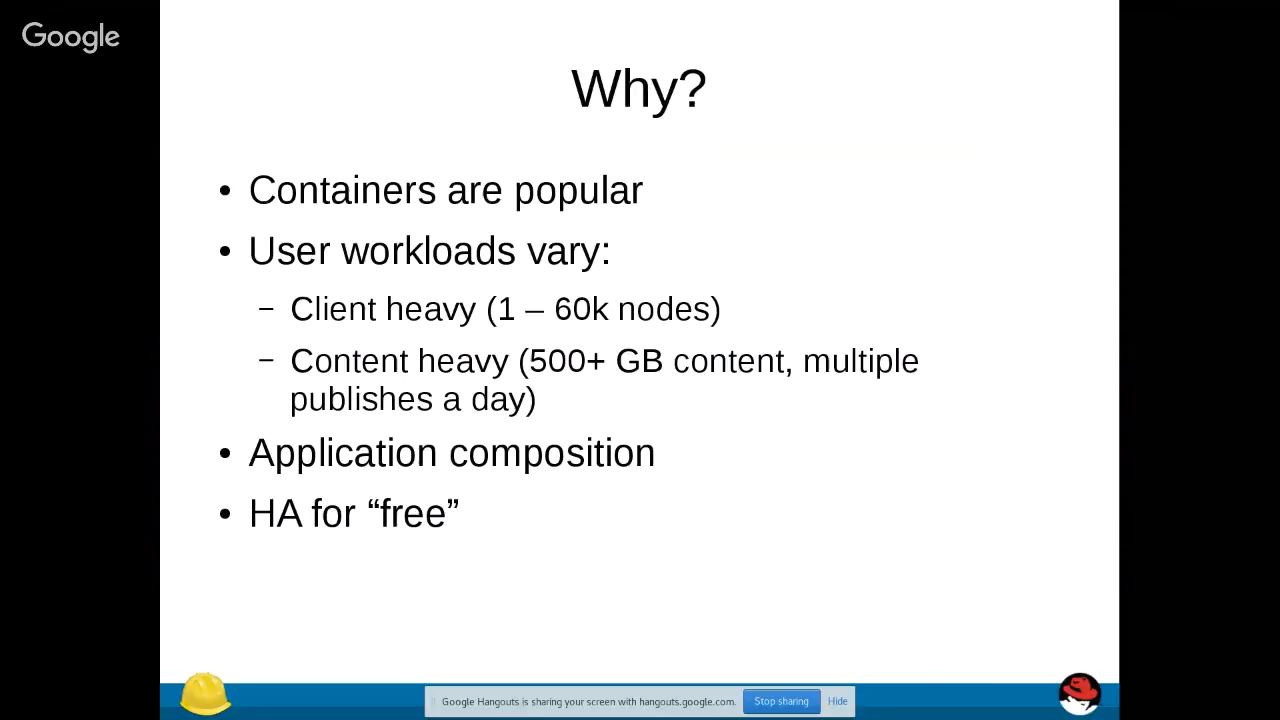 Google
Why?
• Containers are popular
• User workloads vary:
– Client heavy (1 – 60k nodes)
– Content heavy (500+ GB content, multiple
publishes a day)
• Application composition
• HA for “free”
Google Hangouts is sharing your screen with hangouts.google.com. Stop sharing Hide